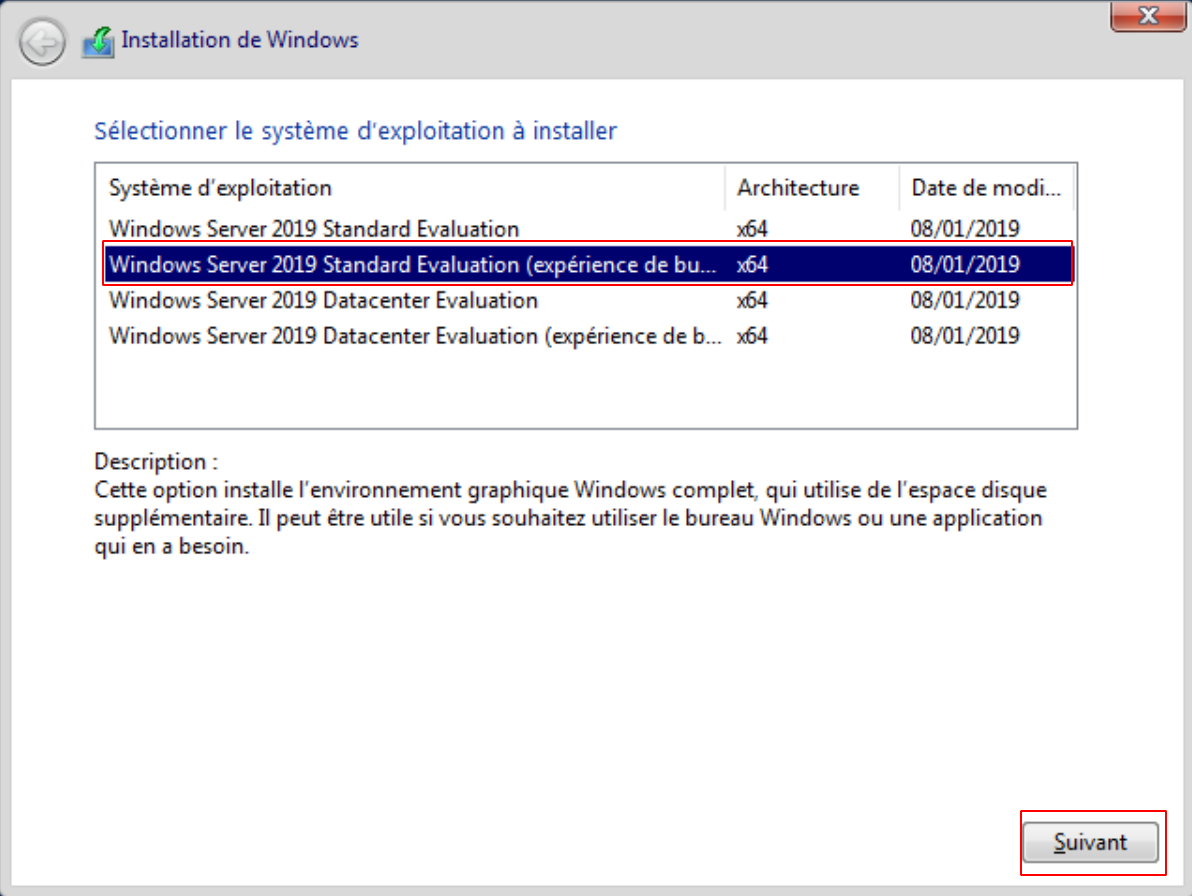 Installation de Windows
Sélectionner le système d'exploitation à installer
Système d'exploitation Architecture Date de modi...
Windows Server 2019 Standard Evaluation x64 08/01/2019
Windows Server 2019 Standard Evaluation (expérience de bu... x64 08/01/2019
Windows Server 2019 Datacenter Evaluation x64 08/01/2019
Windows Server 2019 Datacenter Evaluation (expérience de b... x64 08/01/2019
Description :
Cette option installe l'environnement graphique Windows complet, qui utilise de l'espace disque
supplémentaire. Il peut être utile si vous souhaitez utiliser le bureau Windows ou une application
qui en a besoin.
Suivant